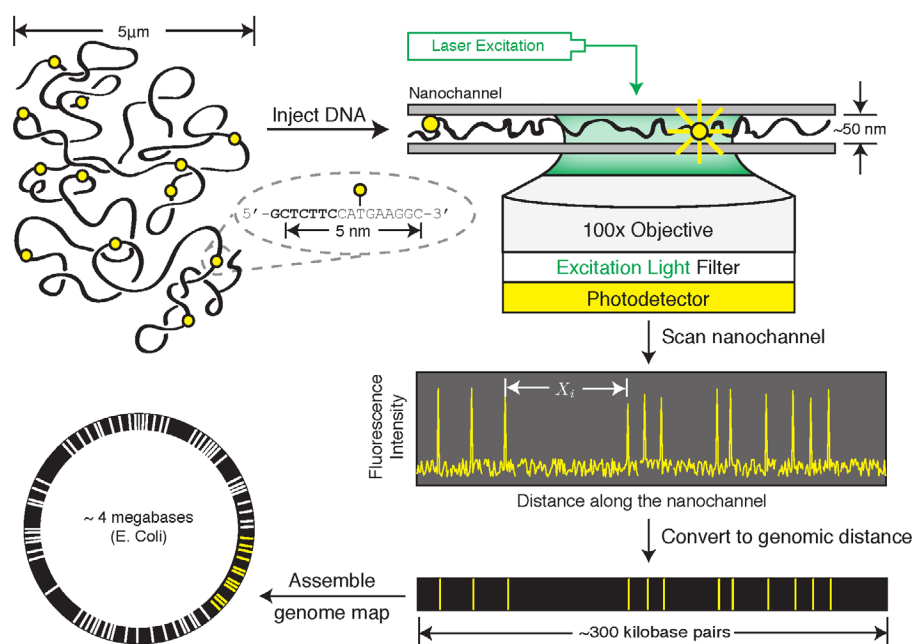 5μm
Laser Excitation
Nanochannel
Inject DNA
~50 nm
5′-GCTCTTCCATGAAGGC-3′
5 nm
100x Objective
Excitation Light Filter
Photodetector
Scan nanochannel
Fluorescence
Intensity
Xi
Distance along the nanochannel
~ 4 megabases
(E. Coli)
Convert to genomic distance
Assemble
genome map
~300 kilobase pairs